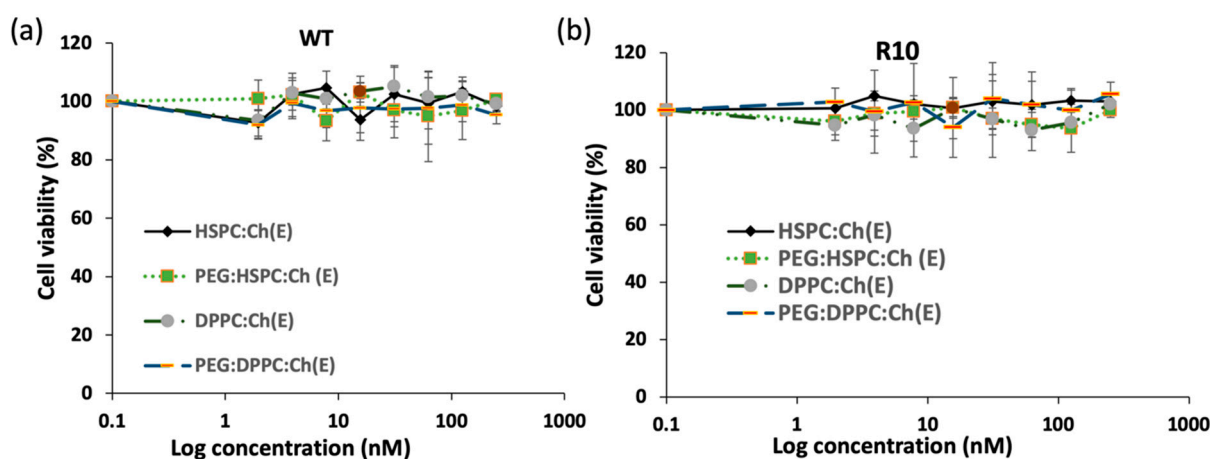 (a)
WT
Cell viability (%)
120
100
80
60
40
20
0
HSPC:Ch(E)
PEG:HSPC:Ch (E)
DPPC:Ch(E)
PEG:DPPC:Ch(E)
0.1
1
10
100
1000
Log concentration (nM)
(b)
R10
Cell viability (%)
120
100
80
60
40
20
0
HSPC:Ch(E)
PEG:HSPC:Ch (E)
DPPC:Ch(E)
PEG:DPPC:Ch(E)
0.1
1
10
100
1000
Log concentration (nM)